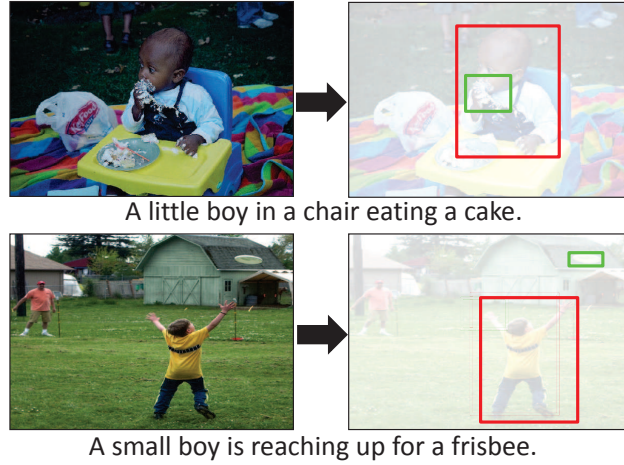 A little boy in a chair eating a cake.
A small boy is reaching up for a frisbee.